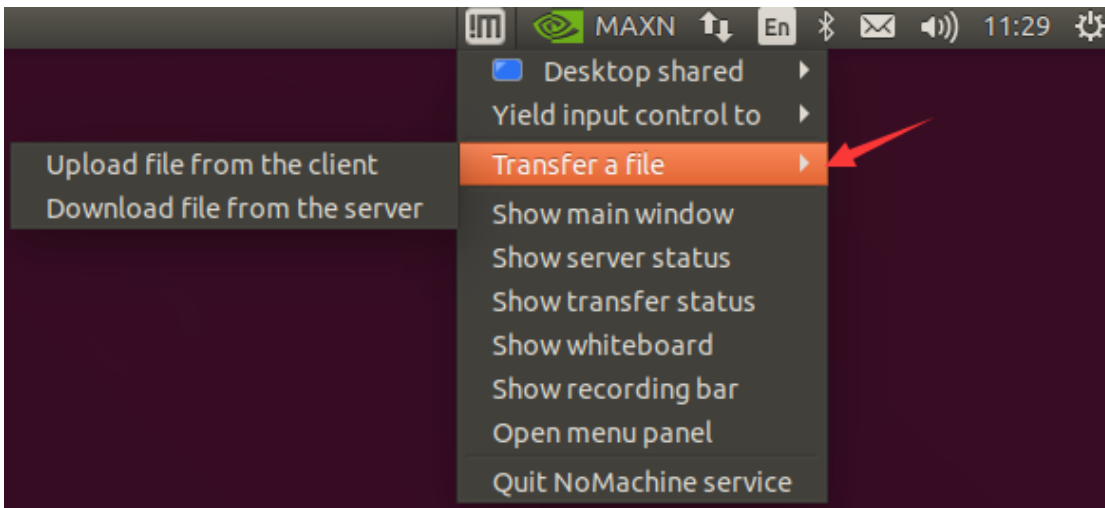 !M MAXN En 11:29
Desktop shared
Yield input control to
Transfer a file
Upload file from the client
Download file from the server
Show main window
Show server status
Show transfer status
Show whiteboard
Show recording bar
Open menu panel
Quit NoMachine service